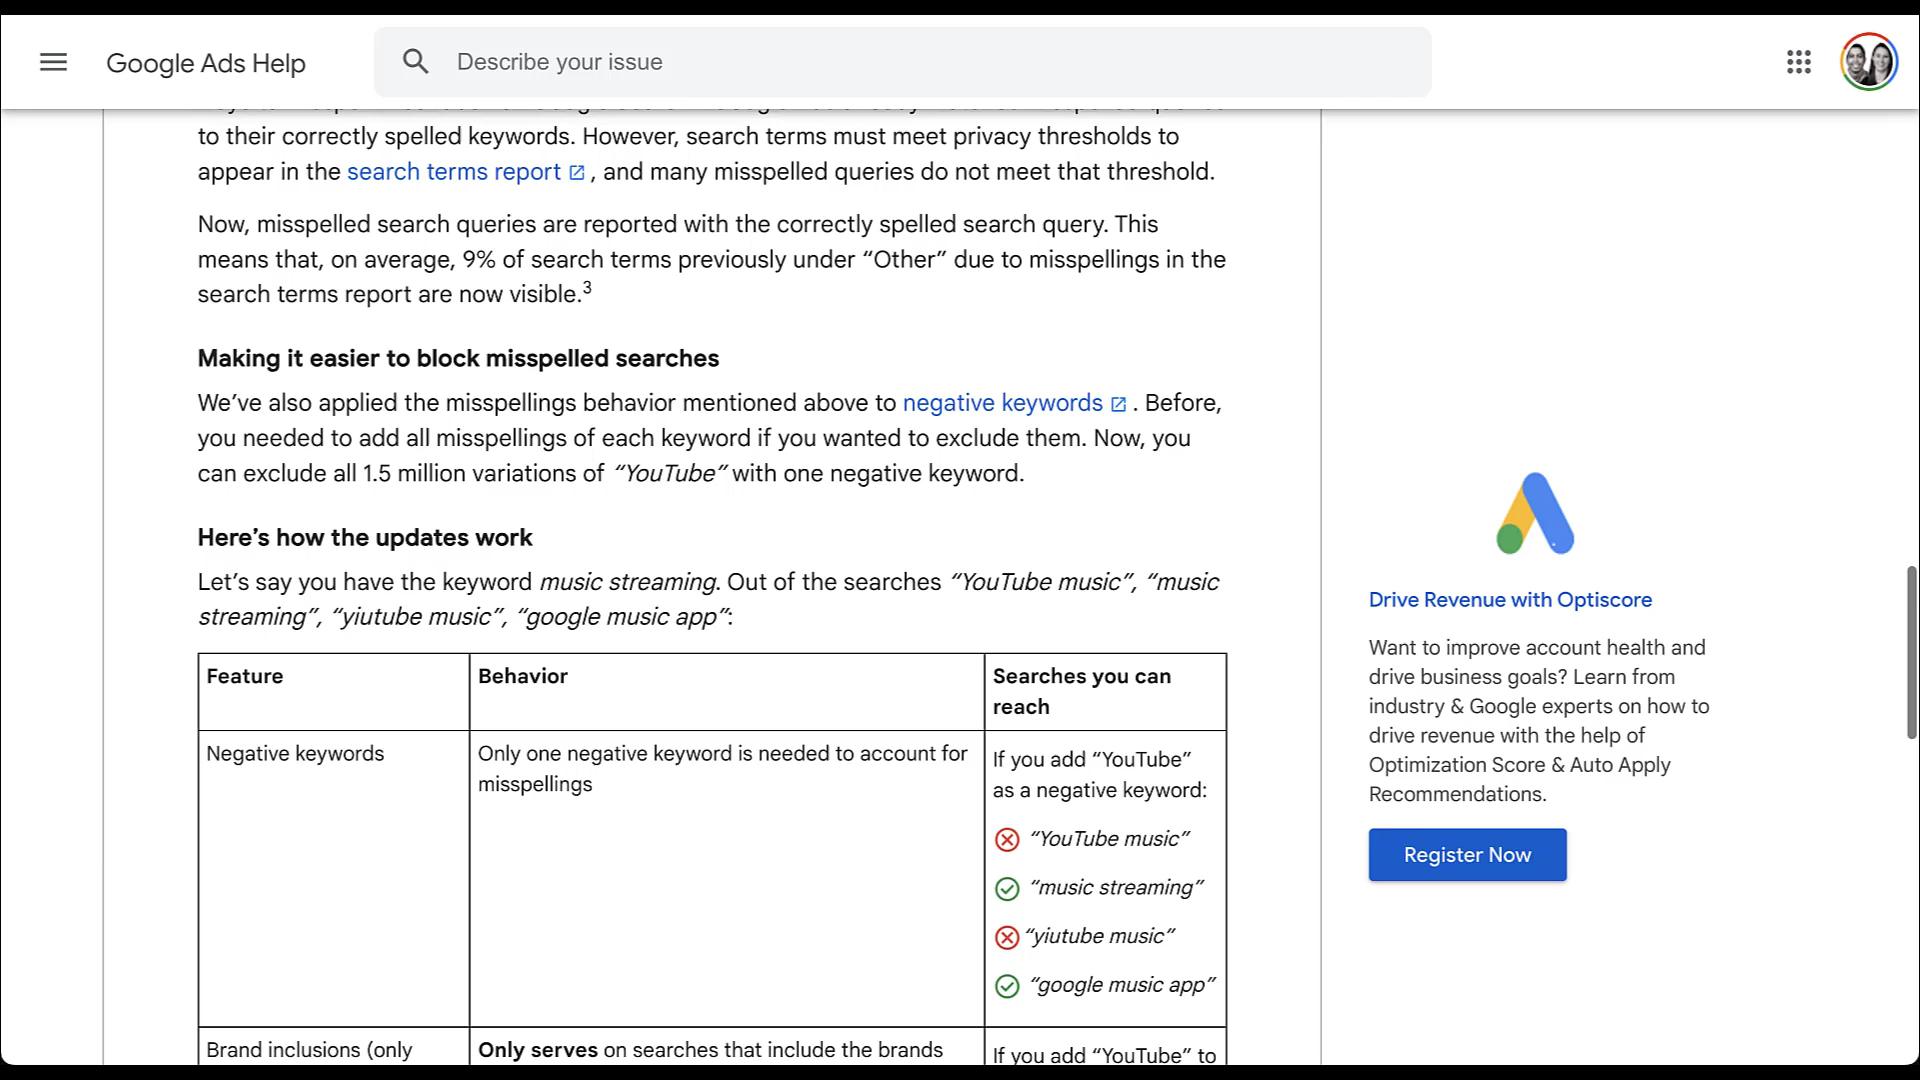 Google Ads Help
Describe your issue
to their correctly spelled keywords. However, search terms must meet privacy thresholds to
appear in the search terms report , and many misspelled queries do not meet that threshold.
Now, misspelled search queries are reported with the correctly spelled search query. This
means that, on average, 9% of search terms previously under “Other” due to misspellings in the
search terms report are now visible.3
Making it easier to block misspelled searches
We’ve also applied the misspellings behavior mentioned above to negative keywords . Before,
you needed to add all misspellings of each keyword if you wanted to exclude them. Now, you
can exclude all 1.5 million variations of “YouTube” with one negative keyword.
Here’s how the updates work
Let’s say you have the keyword music streaming. Out of the searches “YouTube music”, “music
streaming”, “yiutube music”, “google music app”:
Feature
Behavior
Searches you can
reach
Negative keywords
Only one negative keyword is needed to account for
misspellings
If you add “YouTube”
as a negative keyword:
“YouTube music”
“music streaming”
“yiutube music”
“google music app”
Brand inclusions (only
Only serves on searches that include the brands
If you add “YouTube” to
Drive Revenue with Optiscore
Want to improve account health and
drive business goals? Learn from
industry & Google experts on how to
drive revenue with the help of
Optimization Score & Auto Apply
Recommendations.
Register Now